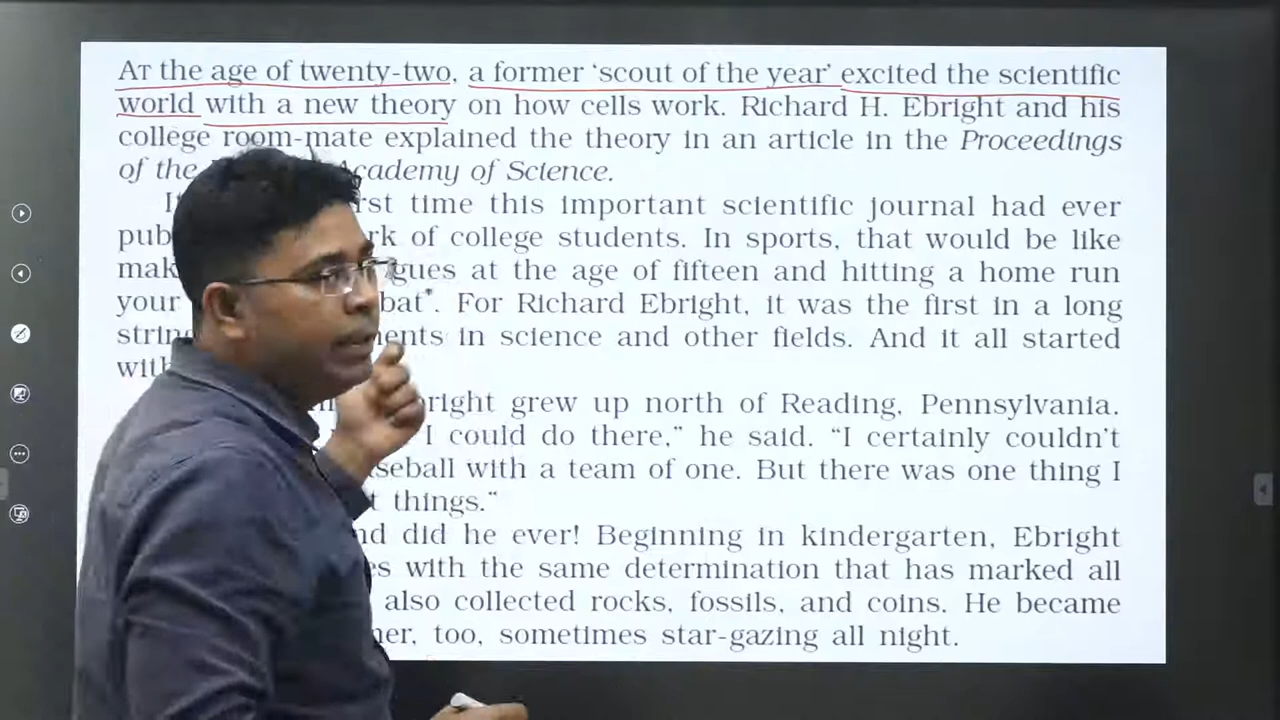 AT the age of twenty-two, a former ‘scout of the year’ excited the scientific
world with a new theory on how cells work. Richard H. Ebright and his
college room-mate explained the theory in an article in the Proceedings
of the cademy of Science.
rst time this important scientific journal had ever
pub rk of college students. In sports, that would be like
mak gues at the age of fifteen and hitting a home run
your bat*. For Richard Ebright, it was the first in a long
strin ents in science and other fields. And it all started
with
bright grew up north of Reading, Pennsylvania.
I could do there,” he said. “I certainly couldn’t
seball with a team of one. But there was one thing I
t things.“
nd did he ever! Beginning in kindergarten, Ebright
es with the same determination that has marked all
also collected rocks, fossils, and coins. He became
er, too, sometimes star-gazing all night.